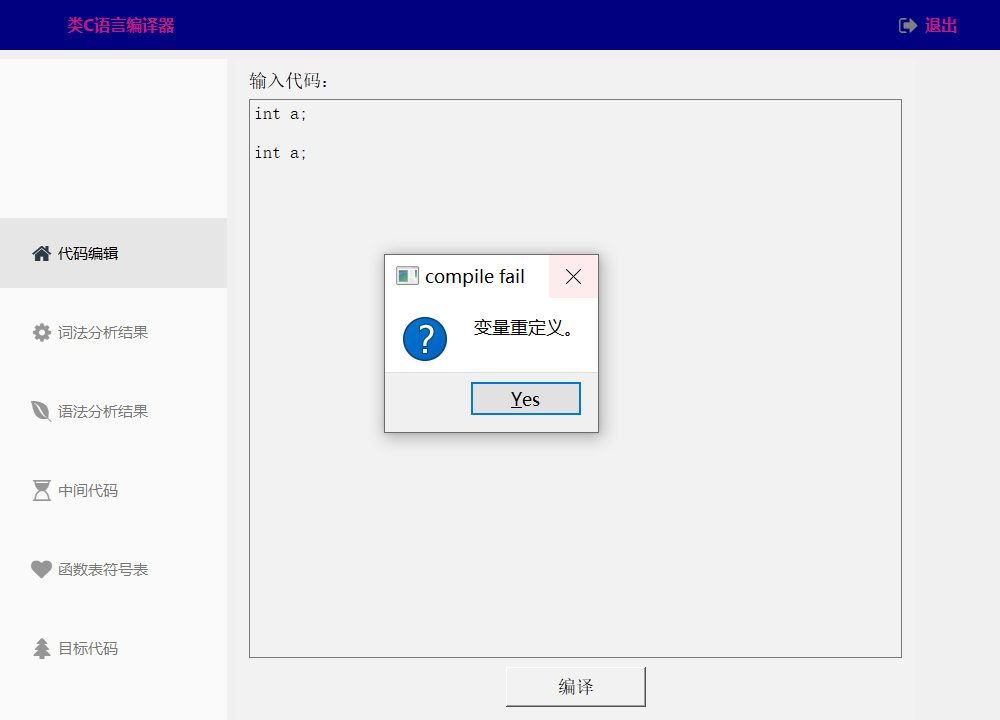 类C语言编译器
退出
代码编辑
词法分析结果
语法分析结果
中间代码
函数表符号表
目标代码
输入代码：
int a;
int a;
compile fail
变量重定义。
Yes
编译